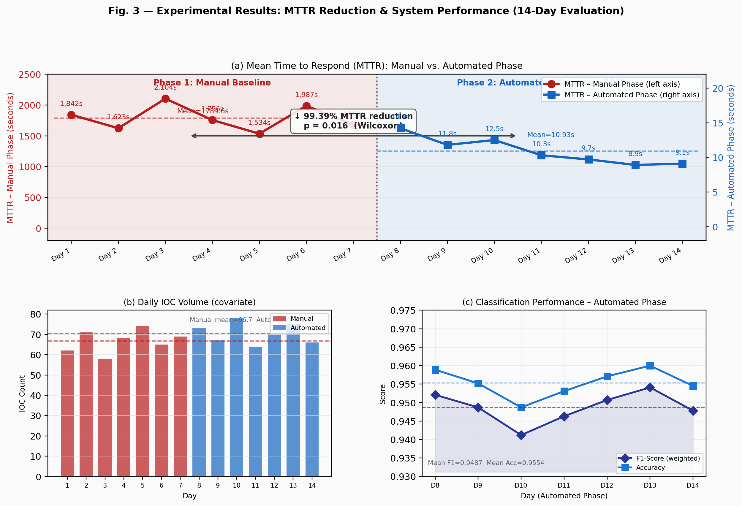 Fig. 3 — Experimental Results: MTTR Reduction & System Performance (14-Day Evaluation)
(a) Mean Time to Respond (MTTR): Manual vs. Automated Phase
Phase 1: Manual Baseline
Phase 2: Automate
MTTR – Manual Phase (left axis)
MTTR – Automated Phase (right axis)
MTTR – Manual Phase (seconds)
2500
2000
1500
1000
500
0
1.842s
1.623s
2.104s
1.534s
1.987s
↓ 99.39% MTTR reduction
p = 0.016 (Wilcoxon)
11.8s
12.5s
Mean=10.93s
10.3s
9.7s
8.9s
9.1s
20
15
10
5
0
MTTR – Automated Phase (seconds)
Day 1
Day 2
Day 3
Day 4
Day 5
Day 6
Day 7
Day 8
Day 9
Day 10
Day 11
Day 12
Day 13
Day 14
(b) Daily IOC Volume (covariate)
Manual
Automated
IOC Count
80
70
60
50
40
30
20
10
0
1 2 3 4 5 6 7 8 9 10 11 12 13 14
Day
(c) Classification Performance – Automated Phase
Score
0.975
0.970
0.965
0.960
0.955
0.950
0.945
0.940
0.935
0.930
Mean F1=0.9487 Mean Acc=0.9554
F1-Score (weighted)
Accuracy
D8 D9 D10 D11 D12 D13 D14
Day (Automated Phase)